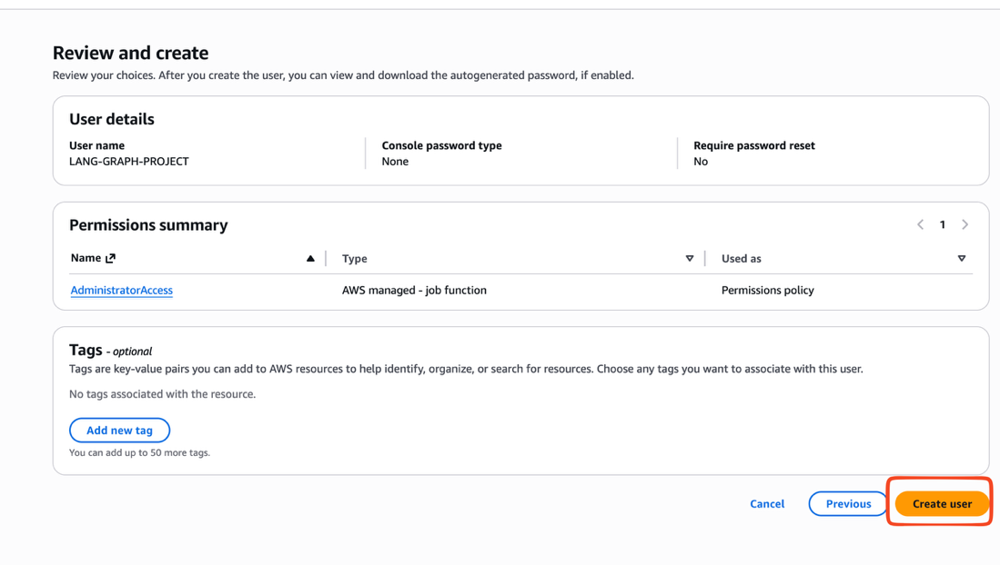 Review and create
Review your choices. After you create the user, you can view and download the autogenerated password, if enabled.
User details
User name
LANG-GRAPH-PROJECT
Console password type
None
Require password reset
No
Permissions summary
1
Name
Type
Used as
AdministratorAccess
AWS managed - job function
Permissions policy
Tags - optional
Tags are key-value pairs you can add to AWS resources to help identify, organize, or search for resources. Choose any tags you want to associate with this user.
No tags associated with the resource.
Add new tag
You can add up to 50 more tags.
Cancel
Previous
Create user